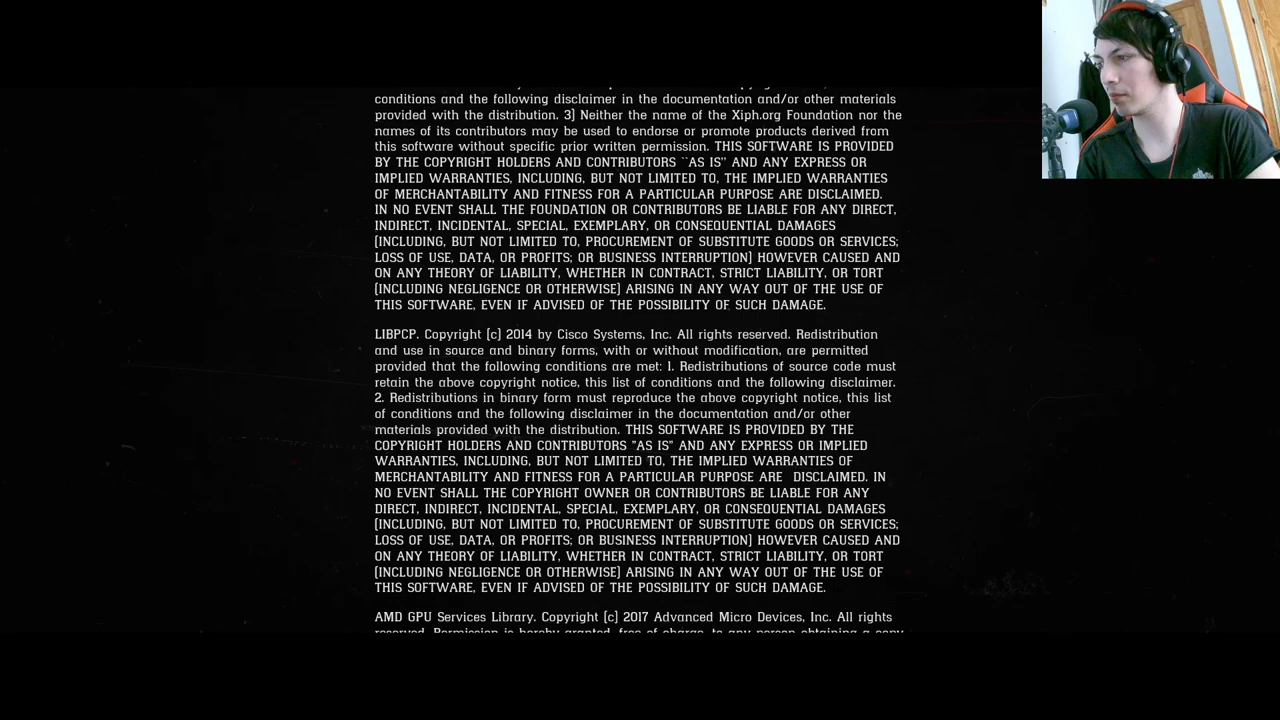 conditions and the following disclaimer in the documentation and/or other materials
provided with the distribution. 3] Neither the name of the Xiph.org Foundation nor the
names of its contributors may be used to endorse or promote products derived from
this software without specific prior written permission. THIS SOFTWARE IS PROVIDED
BY THE COPYRIGHT HOLDERS AND CONTRIBUTORS ``AS IS'' AND ANY EXPRESS OR
IMPLIED WARRANTIES, INCLUDING, BUT NOT LIMITED TO, THE IMPLIED WARRANTIES
OF MERCHANTABILITY AND FITNESS FOR A PARTICULAR PURPOSE ARE DISCLAIMED.
IN NO EVENT SHALL THE FOUNDATION OR CONTRIBUTORS BE LIABLE FOR ANY DIRECT,
INDIRECT, INCIDENTAL, SPECIAL, EXEMPLARY, OR CONSEQUENTIAL DAMAGES
[INCLUDING, BUT NOT LIMITED TO, PROCUREMENT OF SUBSTITUTE GOODS OR SERVICES;
LOSS OF USE, DATA, OR PROFITS; OR BUSINESS INTERRUPTION] HOWEVER CAUSED AND
ON ANY THEORY OF LIABILITY, WHETHER IN CONTRACT, STRICT LIABILITY, OR TORT
[INCLUDING NEGLIGENCE OR OTHERWISE] ARISING IN ANY WAY OUT OF THE USE OF
THIS SOFTWARE, EVEN IF ADVISED OF THE POSSIBILITY OF SUCH DAMAGE.
LIBPCP. Copyright [c] 2014 by Cisco Systems, Inc. All rights reserved. Redistribution
and use in source and binary forms, with or without modification, are permitted
provided that the following conditions are met: 1. Redistributions of source code must
retain the above copyright notice, this list of conditions and the following disclaimer.
2. Redistributions in binary form must reproduce the above copyright notice, this list
of conditions and the following disclaimer in the documentation and/or other
materials provided with the distribution. THIS SOFTWARE IS PROVIDED BY THE
COPYRIGHT HOLDERS AND CONTRIBUTORS "AS IS" AND ANY EXPRESS OR IMPLIED
WARRANTIES, INCLUDING, BUT NOT LIMITED TO, THE IMPLIED WARRANTIES OF
MERCHANTABILITY AND FITNESS FOR A PARTICULAR PURPOSE ARE  DISCLAIMED. IN
NO EVENT SHALL THE COPYRIGHT OWNER OR CONTRIBUTORS BE LIABLE FOR ANY
DIRECT, INDIRECT, INCIDENTAL, SPECIAL, EXEMPLARY, OR CONSEQUENTIAL DAMAGES
[INCLUDING, BUT NOT LIMITED TO, PROCUREMENT OF SUBSTITUTE GOODS OR SERVICES;
LOSS OF USE, DATA, OR PROFITS; OR BUSINESS INTERRUPTION] HOWEVER CAUSED AND
ON ANY THEORY OF LIABILITY, WHETHER IN CONTRACT, STRICT LIABILITY, OR TORT
[INCLUDING NEGLIGENCE OR OTHERWISE] ARISING IN ANY WAY OUT OF THE USE OF
THIS SOFTWARE, EVEN IF ADVISED OF THE POSSIBILITY OF SUCH DAMAGE.
AMD GPU Services Library. Copyright [c] 2017 Advanced Micro Devices, Inc. All rights
reserved. Permission is hereby granted, free of charge, to any person obtaining a copy